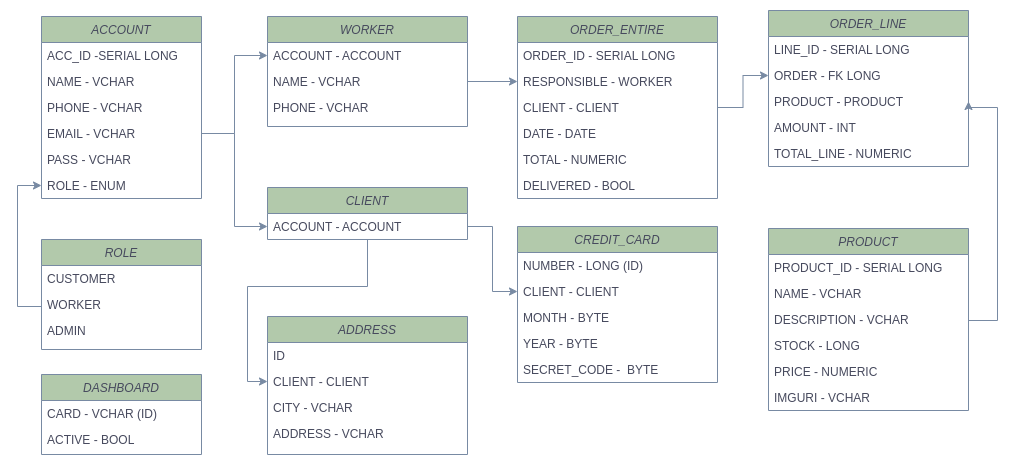 ACCOUNT
ACC_ID -SERIAL LONG
NAME - VCHAR
PHONE - VCHAR
EMAIL - VCHAR
PASS - VCHAR
ROLE - ENUM
ROLE
CUSTOMER
WORKER
ADMIN
DASHBOARD
CARD - VCHAR (ID)
ACTIVE - BOOL
WORKER
ACCOUNT - ACCOUNT
NAME - VCHAR
PHONE - VCHAR
CLIENT
ACCOUNT - ACCOUNT
ADDRESS
ID
CLIENT - CLIENT
CITY - VCHAR
ADDRESS - VCHAR
ORDER_ENTIRE
ORDER_ID - SERIAL LONG
RESPONSIBLE - WORKER
CLIENT - CLIENT
DATE - DATE
TOTAL - NUMERIC
DELIVERED - BOOL
CREDIT_CARD
NUMBER - LONG (ID)
CLIENT - CLIENT
MONTH - BYTE
YEAR - BYTE
SECRET_CODE -  BYTE
ORDER_LINE
LINE_ID - SERIAL LONG
ORDER - FK LONG
PRODUCT - PRODUCT
AMOUNT - INT
TOTAL_LINE - NUMERIC
PRODUCT
PRODUCT_ID - SERIAL LONG
NAME - VCHAR
DESCRIPTION - VCHAR
STOCK - LONG
PRICE - NUMERIC
IMGURI - VCHAR